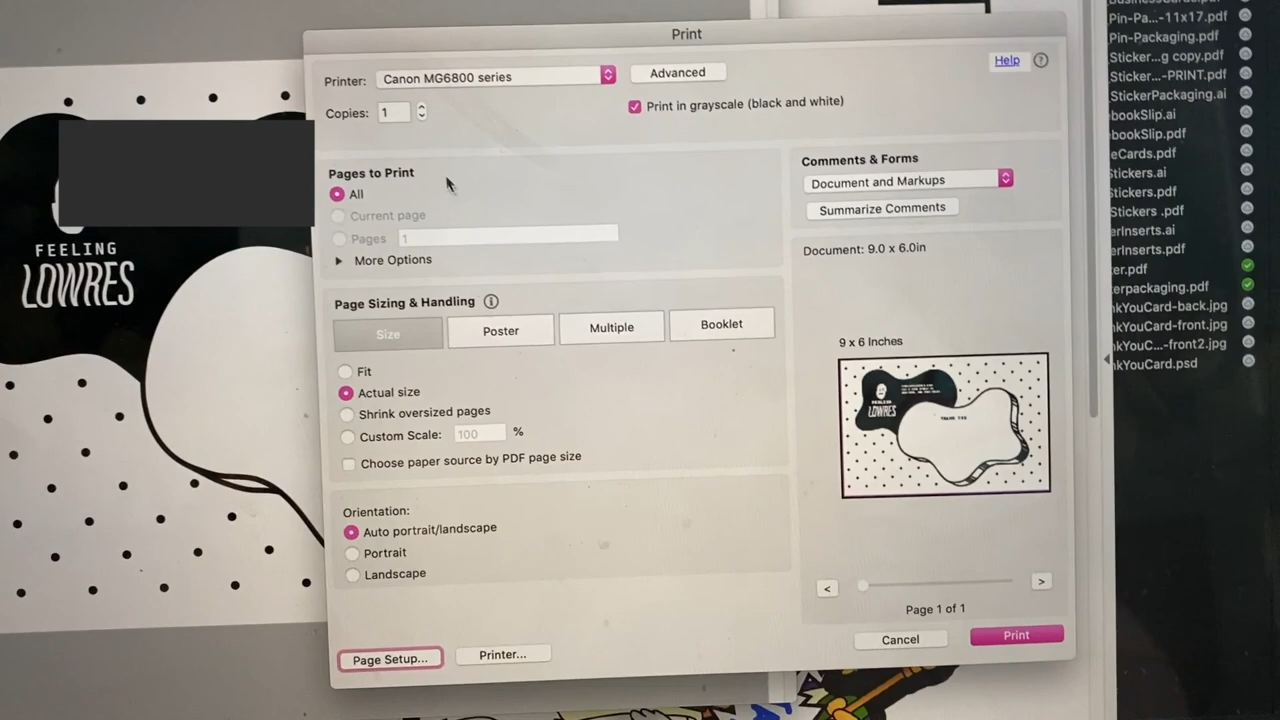 Print
Printer: Canon MG6800 series
Advanced
Help
Copies: 1
Print in grayscale (black and white)
Pages to Print
All
Current page
Pages 1
More Options
Page Sizing & Handling
Size
Poster
Multiple
Booklet
Fit
Actual size
Shrink oversized pages
Custom Scale: 100 %
Choose paper source by PDF page size
Orientation:
Auto portrait/landscape
Portrait
Landscape
Comments & Forms
Document and Markups
Summarize Comments
Document: 9.0 x 6.0in
9 x 6 Inches
FEELING
LOWRES
THANK YOU
Page 1 of 1
Page Setup...
Printer...
Cancel
Print
FEELING
LOWRES
Pin-Pa...-11x17.pdf
Pin-Packaging.pdf
Sticker...g copy.pdf
Sticker...-PRINT.pdf
StickerPackaging.ai
bookSlip.ai
bookSlip.pdf
eCards.pdf
Stickers.ai
Stickers.pdf
Stickers .pdf
erInserts.ai
erInserts.pdf
er.pdf
erpackaging.pdf
nkYouCard-back.jpg
nkYouCard-front.jpg
nkYouC...-front2.jpg
nkYouCard.psd